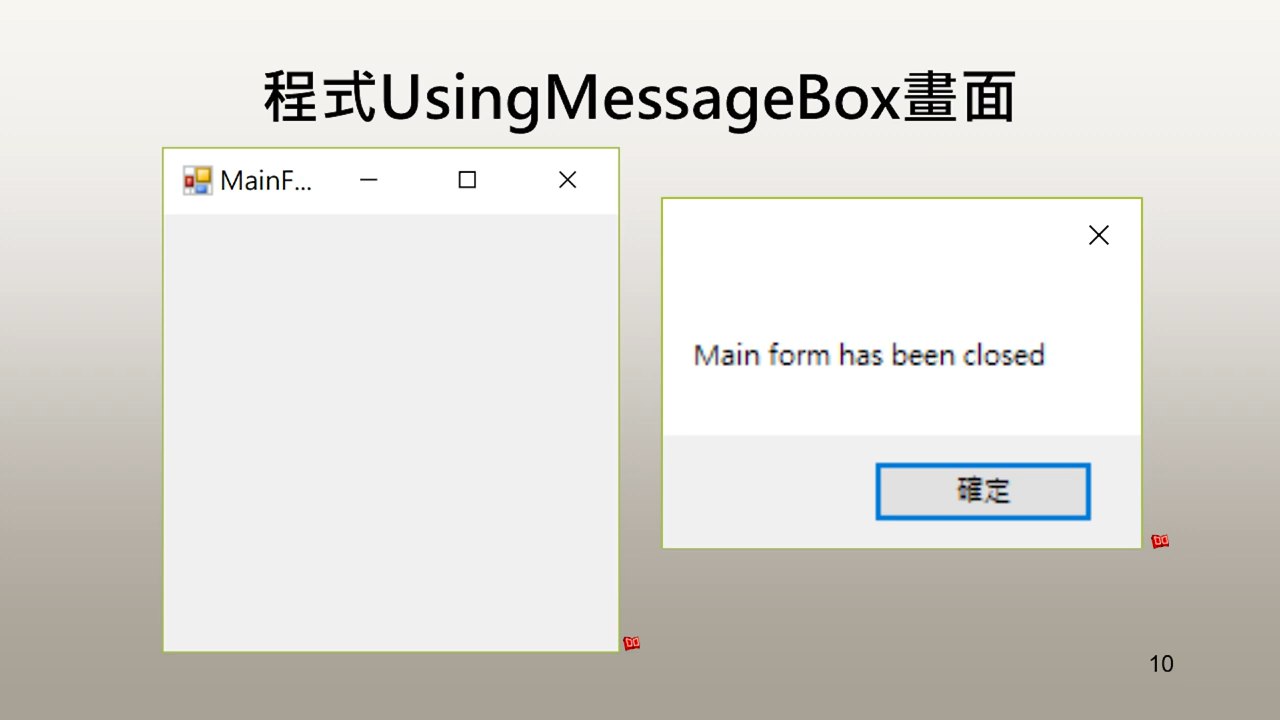 程式UsingMessageBox畫面
MainF...
Main form has been closed
確定
10